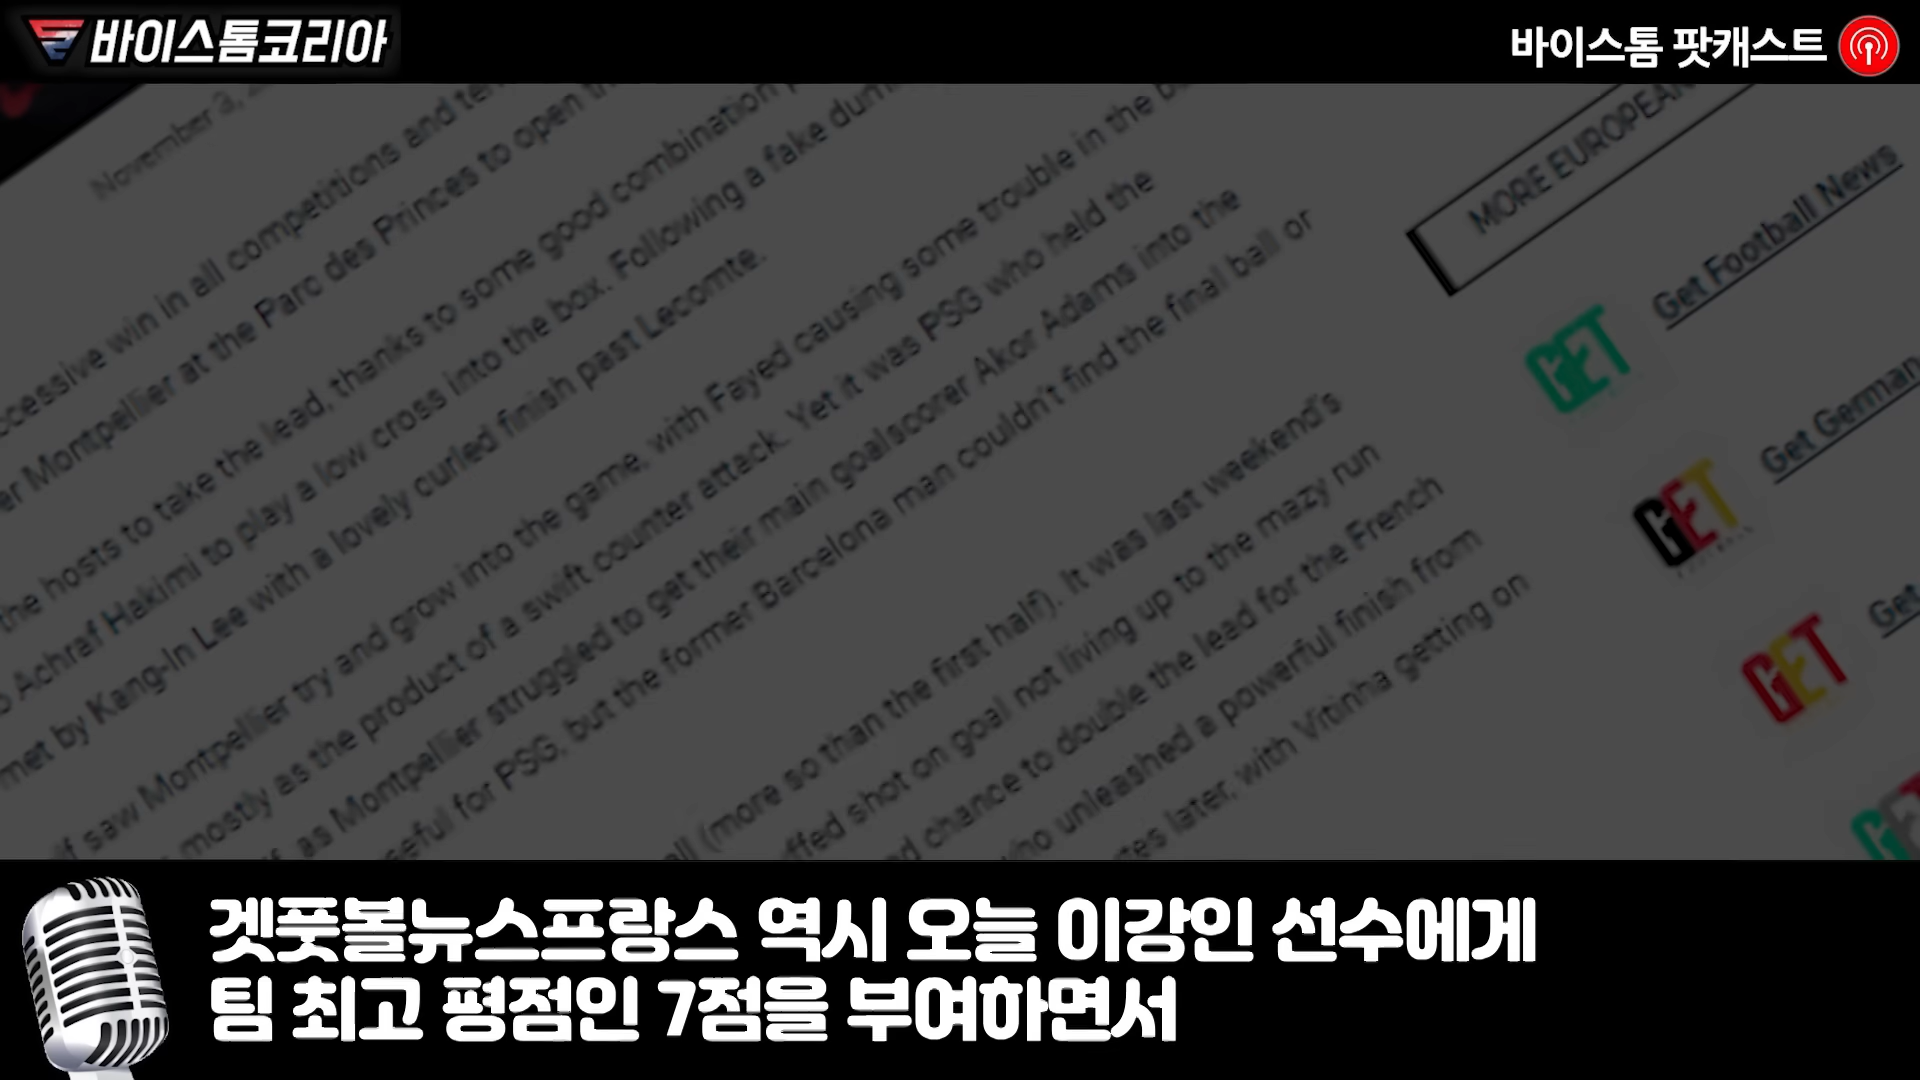 바이스톰코리아
바이스톰 팟캐스트
November 3, 2
ccessive win in all competitions and
er Montpellier at the Parc des Princes to open
the hosts to take the lead, thanks to some good combination
Achraf Hakimi to play a low cross into the box. Following a fake
met by Kang-In Lee with a lovely curled finish past Lecomte.
saw Montpellier try and grow into the game, with Fayed causing some trouble in the
mostly as the product of a swift counter attack. Yet it was PSG who held the
as Montpellier struggled to get their main goalscorer Akor Adams into the
seful for PSG, but the former Barcelona man couldn't find the final ball or
all (more so than the first half). It was last weekend's
ffed shot on goal not living up to the mazy run
chance to double the lead for the French
who unleashed a powerful finish from
tes later, with Vitinha getting on
MORE EUROPEAN
GET
Get Football News
GET
Get German
GET
Get
겟풋볼뉴스프랑스 역시 오늘 이강인 선수에게
팀 최고 평점인 7점을 부여하면서